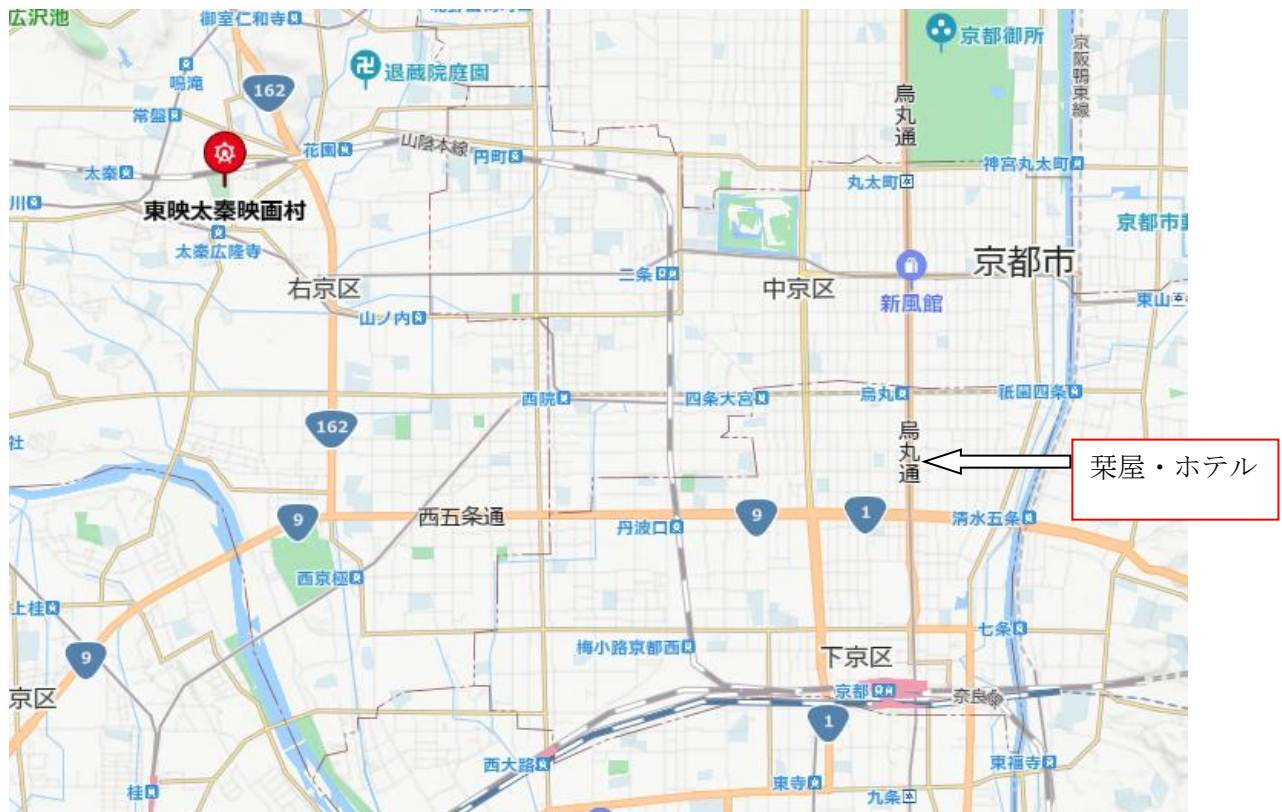 広沢池
御室仁和寺
鳴滝
162
退蔵院庭園
京都御所
京阪鴨東線
常盤
烏丸通
花園
山陰本線
円町
太秦
神宮丸太町
丸太町
川
東映太秦映画村
太秦広隆寺
京都市
京都市
右京区
二条
中京区
新風館
東山
山ノ内
西院
四条大宮
烏丸
祇園四条
162
社
烏丸通
栞屋・ホテル
9
西五条通
丹波口
9
1
清水五条
西京極
上桂
9
七条
梅小路京都西
下京区
京区
京都
奈良線
1
西大路
東寺
東福寺
桂
九条